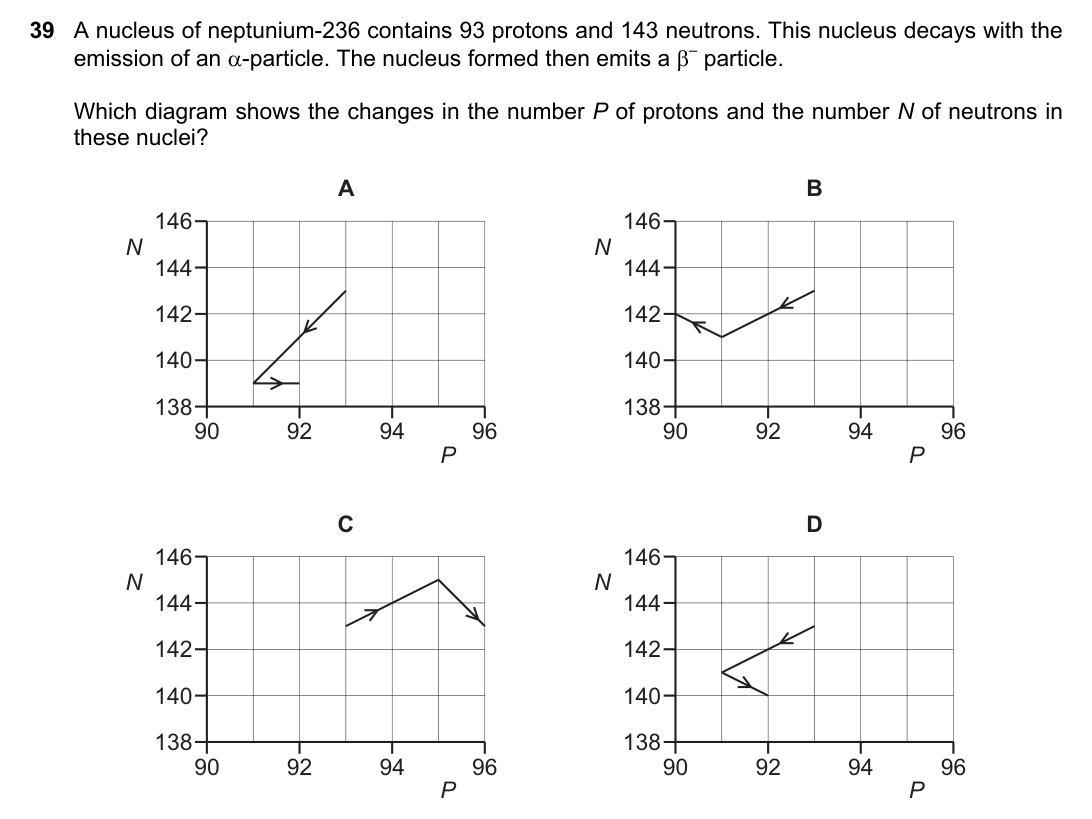 39 A nucleus of neptunium-236 contains 93 protons and 143 neutrons. This nucleus decays with the
emission of an α-particle. The nucleus formed then emits a β⁻ particle.
Which diagram shows the changes in the number P of protons and the number N of neutrons in
these nuclei?
A
146
N
144
142
140
138
90 92 94 96
P
B
146
N
144
142
140
138
90 92 94 96
P
C
146
N
144
142
140
138
90 92 94 96
P
D
146
N
144
142
140
138
90 92 94 96
P